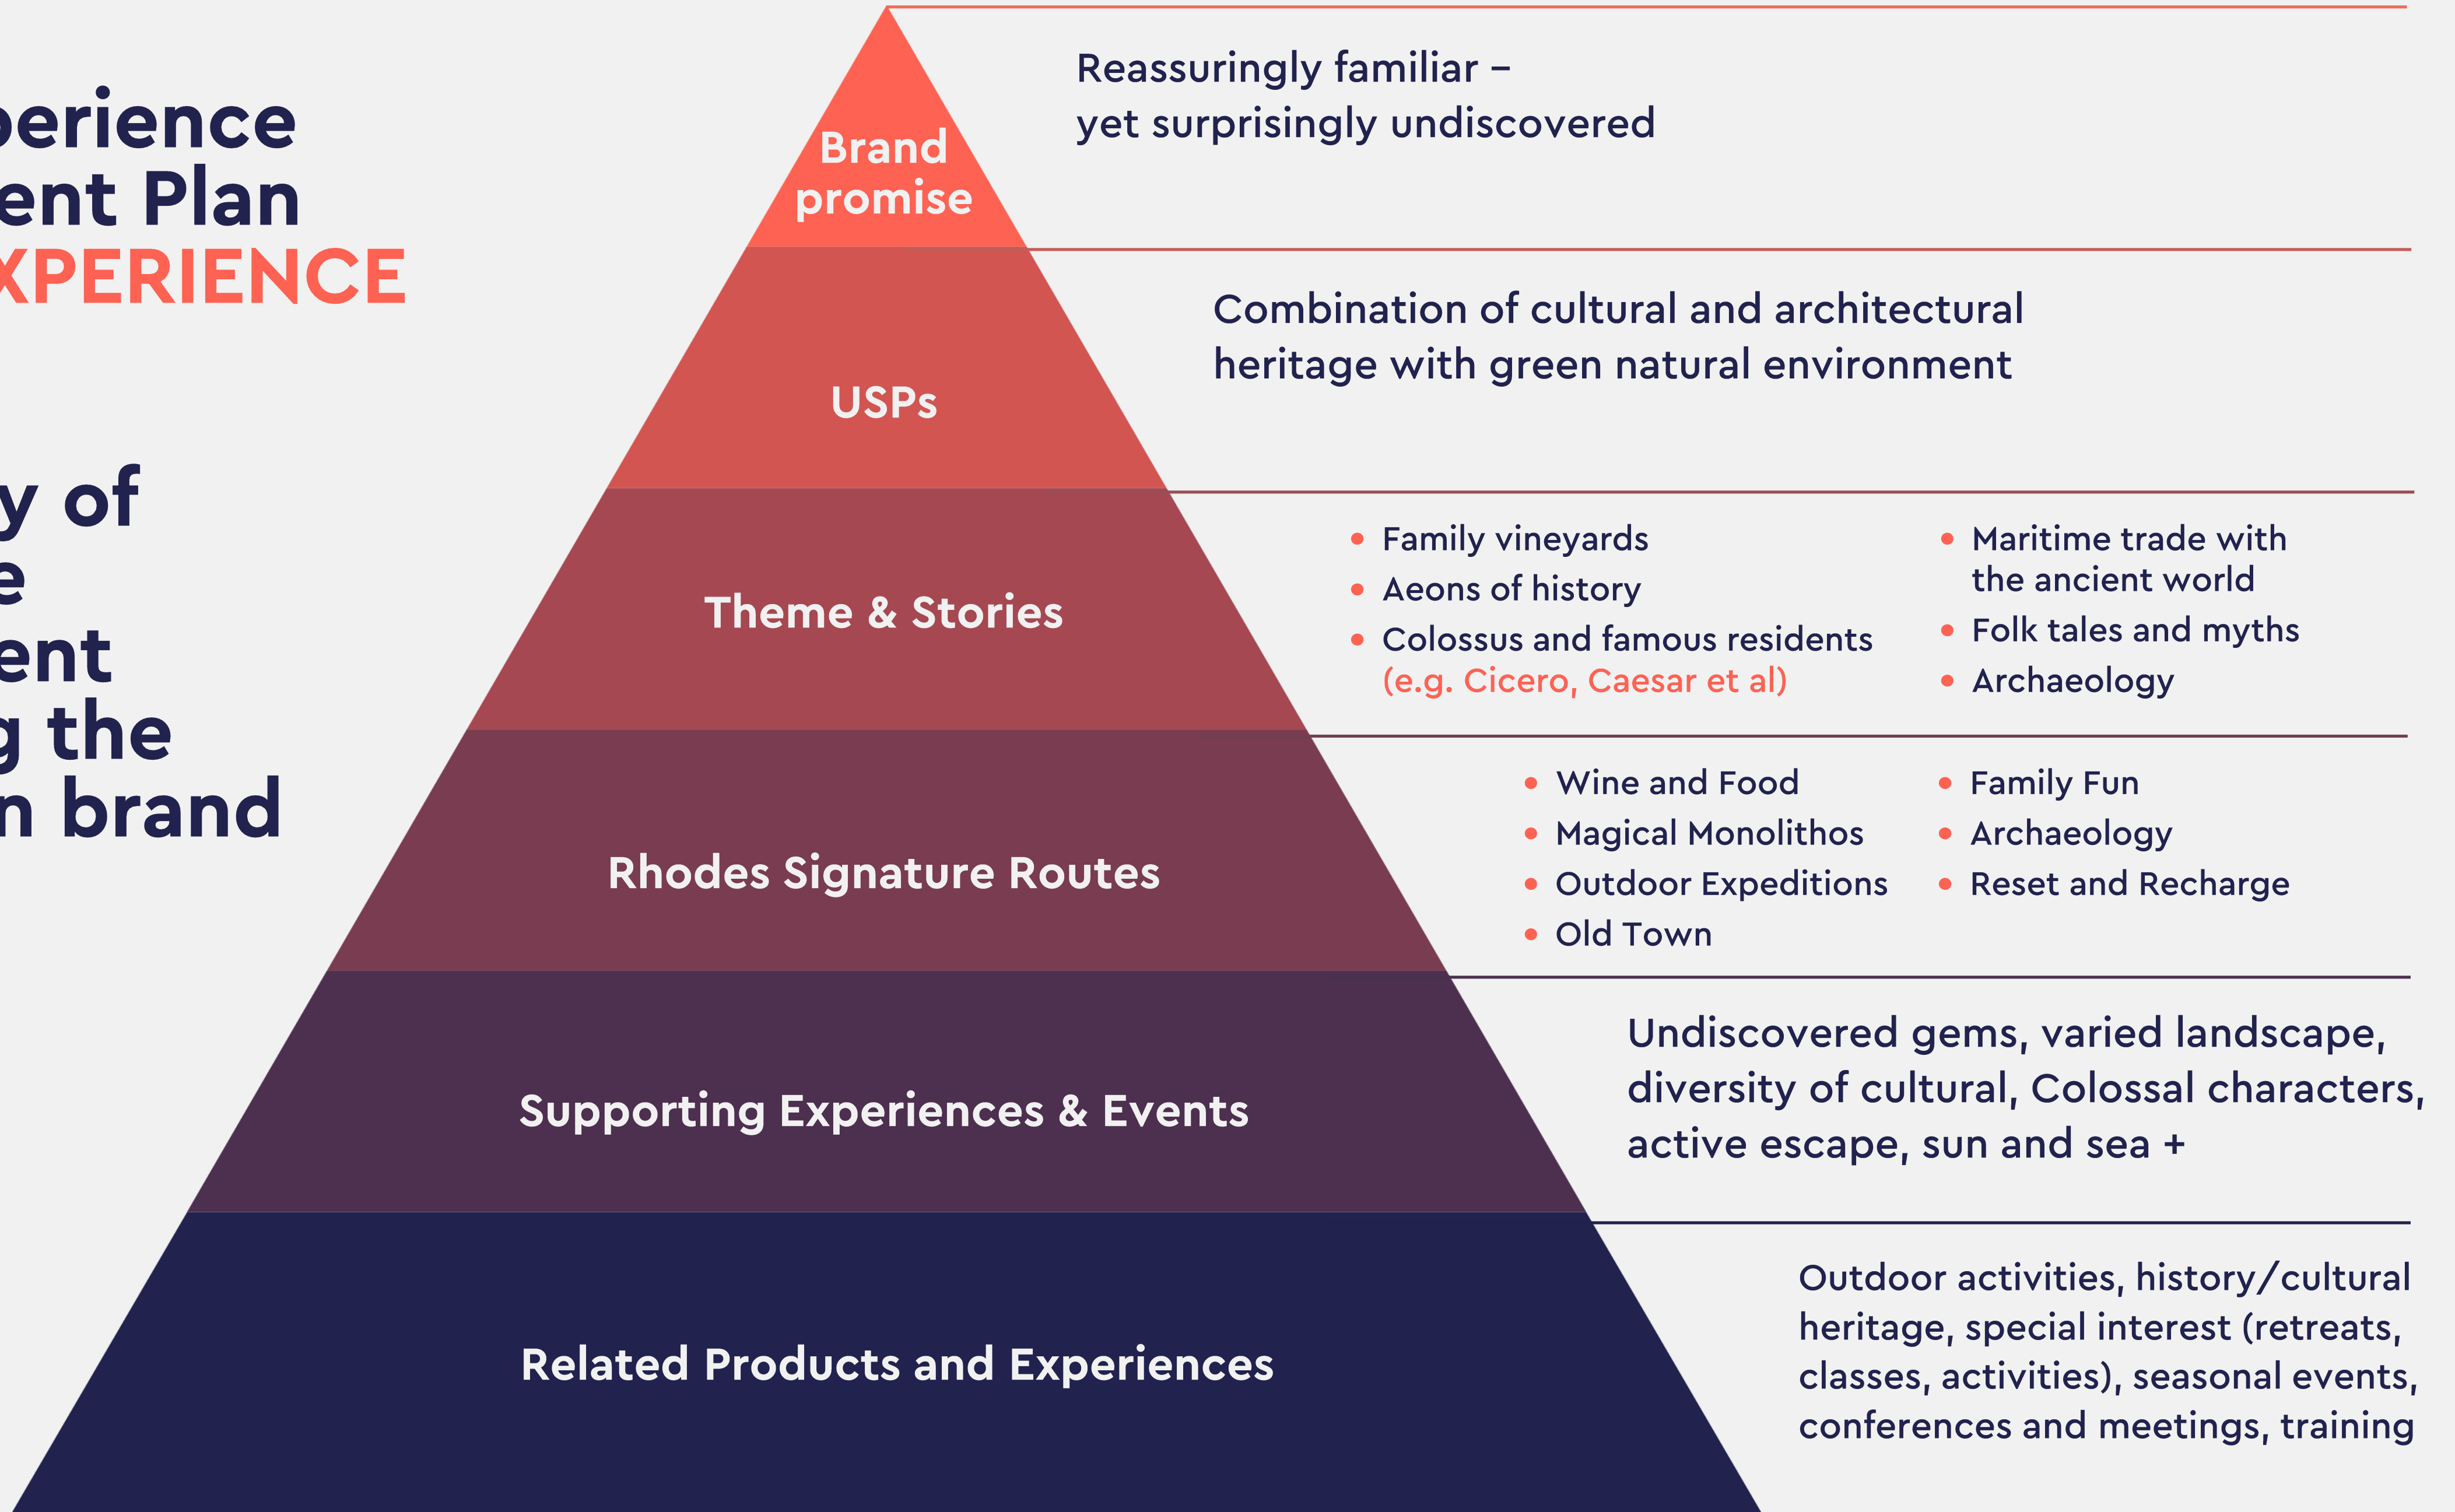 perience
ent Plan
XPERIENCE
y of
e
ent
g the
n brand
Brand
promise
Reassuringly familiar –
yet surprisingly undiscovered
USPs
Combination of cultural and architectural
heritage with green natural environment
Theme & Stories
• Family vineyards
• Aeons of history
• Colossus and famous residents
(e.g. Cicero, Caesar et al)
• Maritime trade with
the ancient world
• Folk tales and myths
• Archaeology
Rhodes Signature Routes
• Wine and Food
• Magical Monolithos
• Outdoor Expeditions
• Old Town
• Family Fun
• Archaeology
• Reset and Recharge
Supporting Experiences & Events
Undiscovered gems, varied landscape,
diversity of cultural, Colossal characters,
active escape, sun and sea +
Related Products and Experiences
Outdoor activities, history/cultural
heritage, special interest (retreats,
classes, activities), seasonal events,
conferences and meetings, training